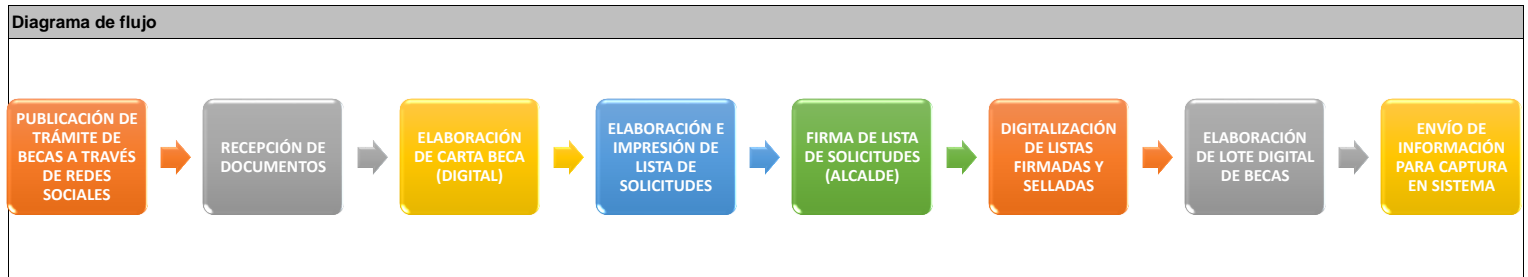 Diagrama de flujo
PUBLICACIÓN DE
TRÁMITE DE
BECAS A TRAVÉS
DE REDES
SOCIALES
RECEPCIÓN DE
DOCUMENTOS
ELABORACIÓN
DE CARTA BECA
(DIGITAL)
ELABORACIÓN E
IMPRESIÓN DE
LISTA DE
SOLICITUDES
FIRMA DE LISTA
DE SOLICITUDES
(ALCALDE)
DIGITALIZACIÓN
DE LISTAS
FIRMADAS Y
SELLADAS
ELABORACIÓN
DE LOTE DIGITAL
DE BECAS
ENVÍO DE
INFORMACIÓN
PARA CAPTURA
EN SISTEMA